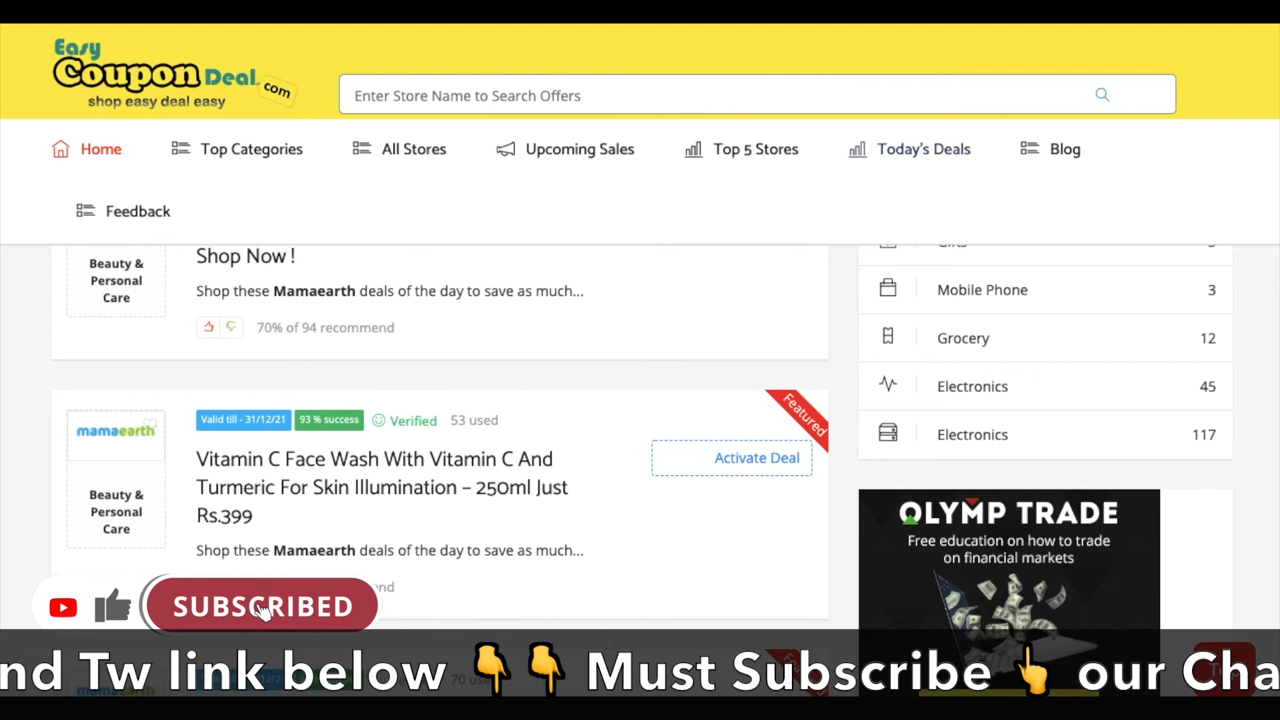 Easy
Coupon Deal .com
shop easy deal easy
Enter Store Name to Search Offers
Home
Top Categories
All Stores
Upcoming Sales
Top 5 Stores
Today's Deals
Blog
Feedback
Beauty &
Personal
Care
Shop Now !
Shop these Mamaearth deals of the day to save as much...
70% of 94 recommend
Gifts
Mobile Phone 3
Grocery 12
Electronics 45
Electronics 117
mamaearth
Beauty &
Personal
Care
Valid till - 31/12/21 93 % success Verified 53 used
Featured
Vitamin C Face Wash With Vitamin C And
Turmeric For Skin Illumination – 250ml Just
Rs.399
Activate Deal
Shop these Mamaearth deals of the day to save as much...
OLYMP TRADE
Free education on how to trade
on financial markets
SUBSCRIBED
nd Tw link below 👇👇 Must Subscribe 👆 our Cha